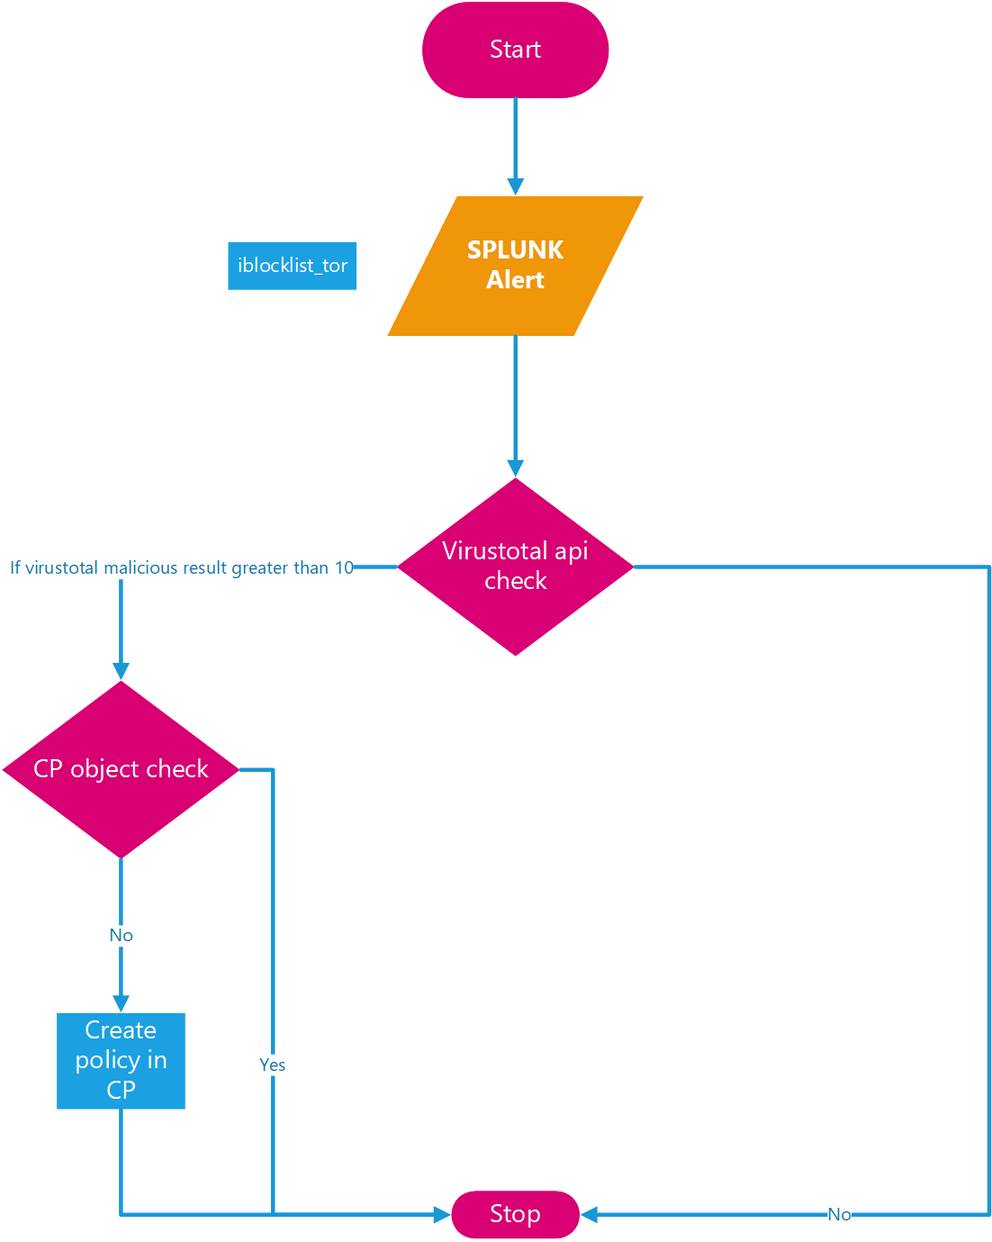 Start
SPLUNK
Alert
iblocklist_tor
Virustotal api
check
If virustotal malicious result greater than 10
CP object check
No
Create
policy in
CP
Yes
Stop
No